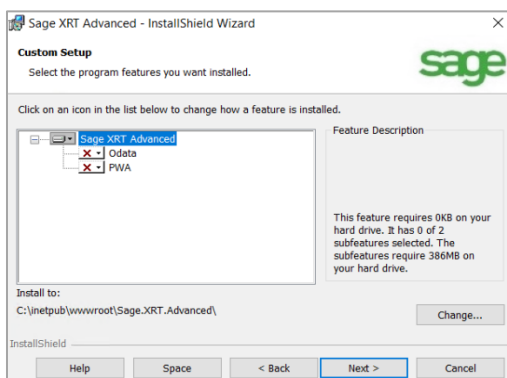 Sage XRT Advanced - InstallShield Wizard
Custom Setup
Select the program features you want installed.
sage
Click on an icon in the list below to change how a feature is installed.
Sage XRT Advanced
Odata
PWA
Feature Description
This feature requires 0KB on your
hard drive. It has 0 of 2
subfeatures selected. The
subfeatures require 386MB on
your hard drive.
Install to:
C:\inetpub\wwwroot\Sage.XRT.Advanced\
Change...
InstallShield
Help
Space
< Back
Next >
Cancel